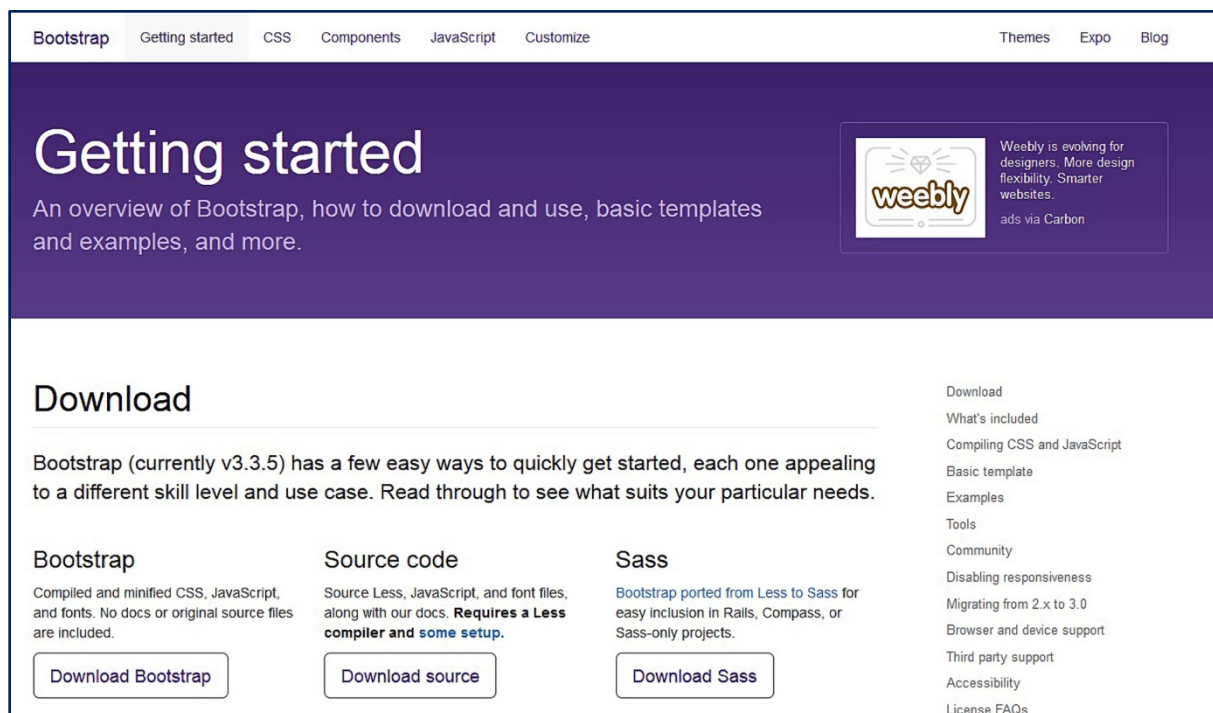 Bootstrap Getting started CSS Components JavaScript Customize Themes Expo Blog
Getting started
An overview of Bootstrap, how to download and use, basic templates
and examples, and more.
weebly
Weebly is evolving for
designers. More design
flexibility. Smarter
websites.
ads via Carbon
Download
Bootstrap (currently v3.3.5) has a few easy ways to quickly get started, each one appealing
to a different skill level and use case. Read through to see what suits your particular needs.
Bootstrap
Compiled and minified CSS, JavaScript,
and fonts. No docs or original source files
are included.
Download Bootstrap
Source code
Source Less, JavaScript, and font files,
along with our docs. Requires a Less
compiler and some setup.
Download source
Sass
Bootstrap ported from Less to Sass for
easy inclusion in Rails, Compass, or
Sass-only projects.
Download Sass
Download
What's included
Compiling CSS and JavaScript
Basic template
Examples
Tools
Community
Disabling responsiveness
Migrating from 2.x to 3.0
Browser and device support
Third party support
Accessibility
License FAQs